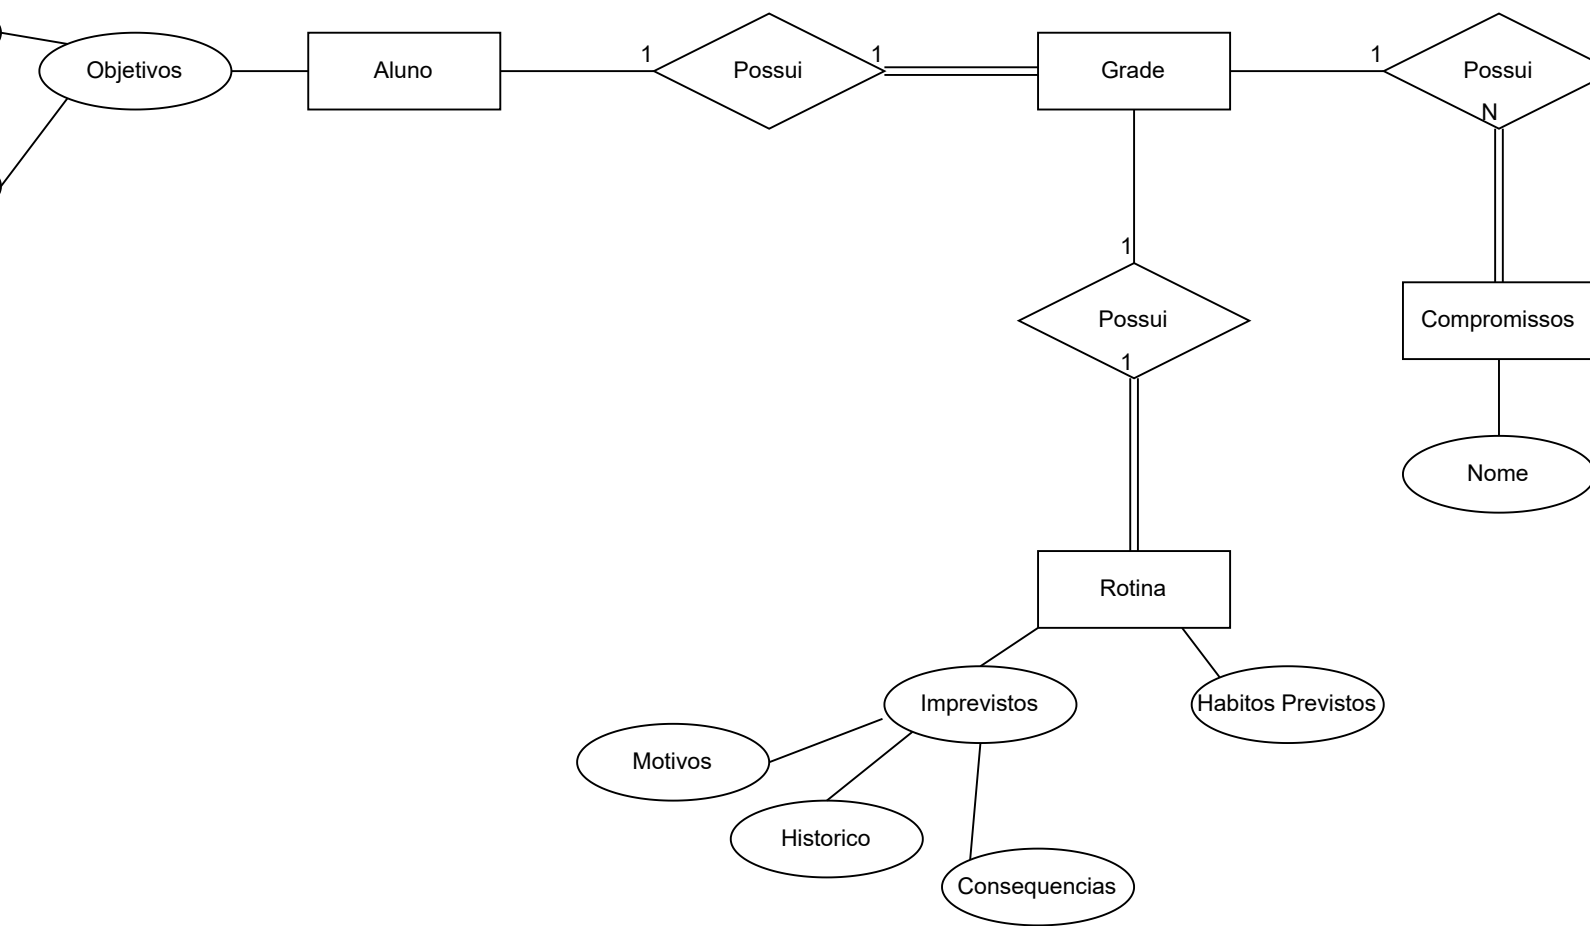 Objetivos
Aluno
1
Possui
1
Grade
1
Possui
N
1
Possui
1
Compromissos
Nome
Rotina
Imprevistos
Habitos Previstos
Motivos
Historico
Consequencias